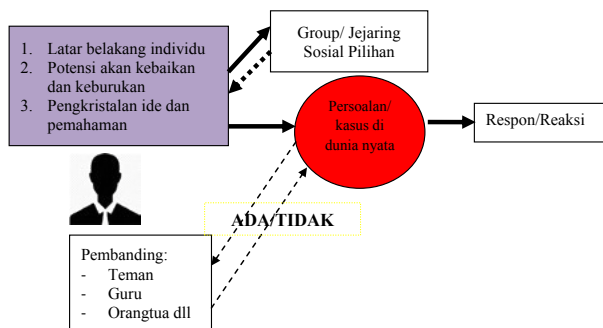 1. Latar belakang individu
2. Potensi akan kebaikan
dan keburukan
3. Pengkristalan ide dan
pemahaman
Group/ Jejaring
Sosial Pilihan
Persoalan/
kasus di
dunia nyata
Respon/Reaksi
ADA/TIDAK
Pembanding:
- Teman
- Guru
- Orangtua dll